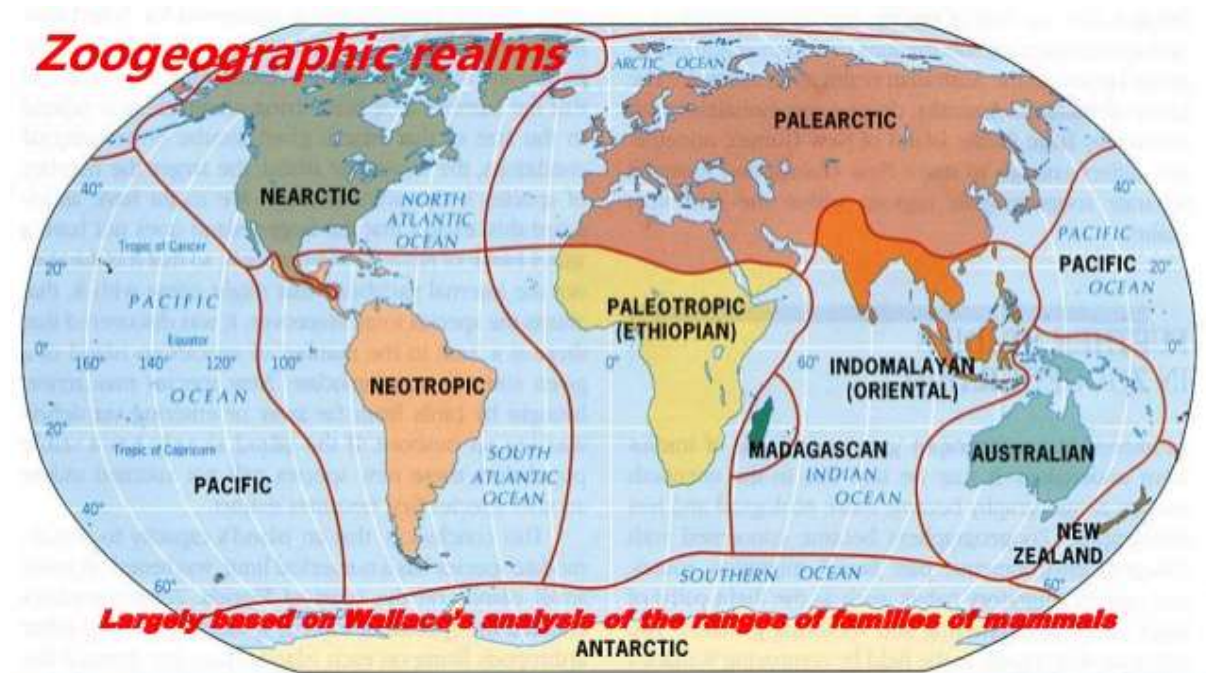 Zoogeographic realms
ARCTIC OCEAN
PALEARCTIC
NEARCTIC
40°
NORTH
ATLANTIC
OCEAN
40°
Tropic of Cancer
20°
PACIFIC
PACIFIC
20°
OCEAN
PALEOTROPIC
(ETHIOPIAN)
PACIFIC
Equator
0°
160°
140°
120°
100°
0°
60°
0°
INDOMALAYAN
(ORIENTAL)
NEOTROPIC
OCEAN
20°
Tropic of Capricorn
MADAGASCAN
AUSTRALIAN
SOUTH
ATLANTIC
OCEAN
INDIAN
OCEAN
PACIFIC
40°
NEW
ZEALAND
SOUTHERN OCEAN
60°
60°
Largely based on Wallace's analysis of the ranges of families of mammals
ANTARCTIC